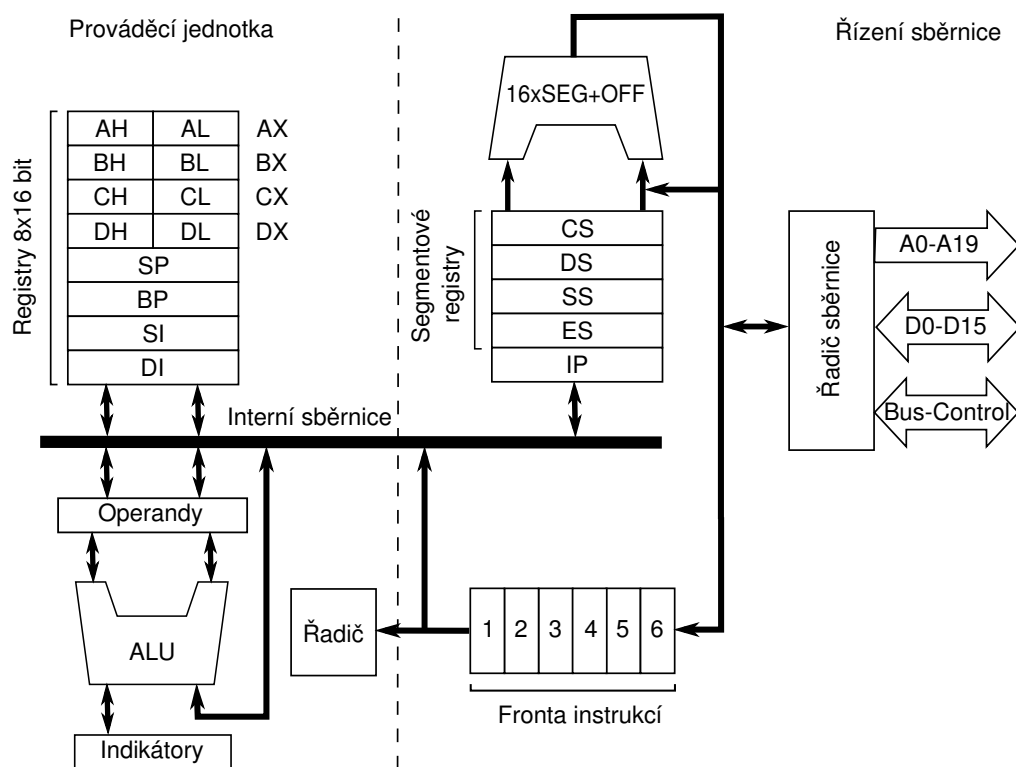 Prováděcí jednotka
Řízení sběrnice
16xSEG+OFF
Registry 8x16 bit
AH AL AX
BH BL BX
CH CL CX
DH DL DX
SP
BP
SI
DI
Segmentové
registry
CS
DS
SS
ES
IP
Řadič sběrnice
A0-A19
D0-D15
Bus-Control
Interní sběrnice
Operandy
ALU
Indikátory
Řadič
1 2 3 4 5 6
Fronta instrukcí